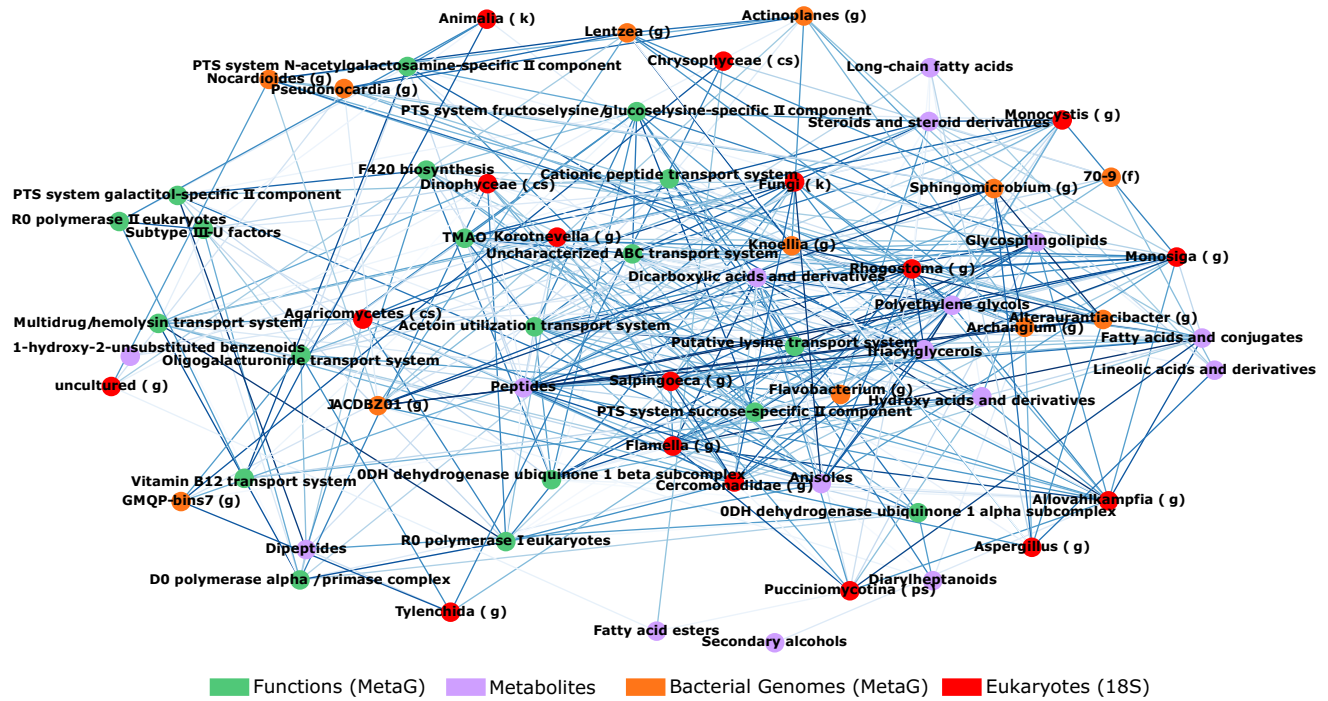 Animalia ( k)
Actinoplanes (g)
Lentzea (g)
Chrysophyceae ( cs)
PTS system N-acetylgalactosamine-specific II component
Long-chain fatty acids
Nocardioides (g)
Pseudonocardia (g)
PTS system fructoselysine/glucoselysine-specific II component
Monocystis ( g)
Steroids and steroid derivatives
F420 biosynthesis
Cationic peptide transport system
70-9 (f)
Dinophyceae ( cs)
Fungi ( k)
Sphingomicrobium (g)
PTS system galactitol-specific II component
R0 polymerase II eukaryotes
Subtype III-U factors
TMAO
Korotnevella ( g)
Knoellia (g)
Glycosphingolipids
Uncharacterized ABC transport system
Monosiga ( g)
Rhogostoma ( g)
Dicarboxylic acids and derivatives
Polyethylene glycols
Agaricomycetes ( cs)
Alteraurantiacibacter (g)
Multidrug/hemolysin transport system
Acetoin utilization transport system
Archangium (g)
Fatty acids and conjugates
1-hydroxy-2-unsubstituted benzenoids
Putative lysine transport system
Triacylglycerols
Oligogalacturonide transport system
Lineolic acids and derivatives
uncultured ( g)
Peptides
Salpingoeca ( g)
Flavobacterium (g)
JACDBZ01 (g)
Hydroxy acids and derivatives
PTS system sucrose-specific II component
Flamella ( g)
0DH dehydrogenase ubiquinone 1 beta subcomplex
Anisoles
Vitamin B12 transport system
Cercomonadidae ( g)
GMQP-bins7 (g)
Allovahlkampfia ( g)
0DH dehydrogenase ubiquinone 1 alpha subcomplex
Dipeptides
R0 polymerase I eukaryotes
Aspergillus ( g)
D0 polymerase alpha /primase complex
Diarylheptanoids
Pucciniomycotina ( ps)
Tylenchida ( g)
Fatty acid esters
Secondary alcohols
Functions (MetaG)
Metabolites
Bacterial Genomes (MetaG)
Eukaryotes (18S)